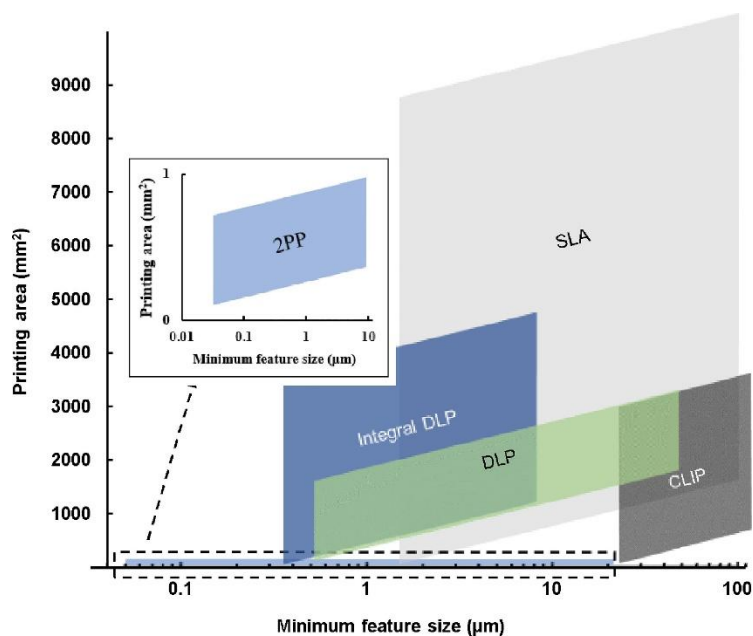 Printing area (mm²)
9000
8000
7000
6000
5000
4000
3000
2000
1000
0
Printing area (mm²)
1
0
2PP
0.01 0.1 1 10
Minimum feature size (µm)
SLA
Integral DLP
DLP
CLIP
0.1 1 10 100
Minimum feature size (µm)